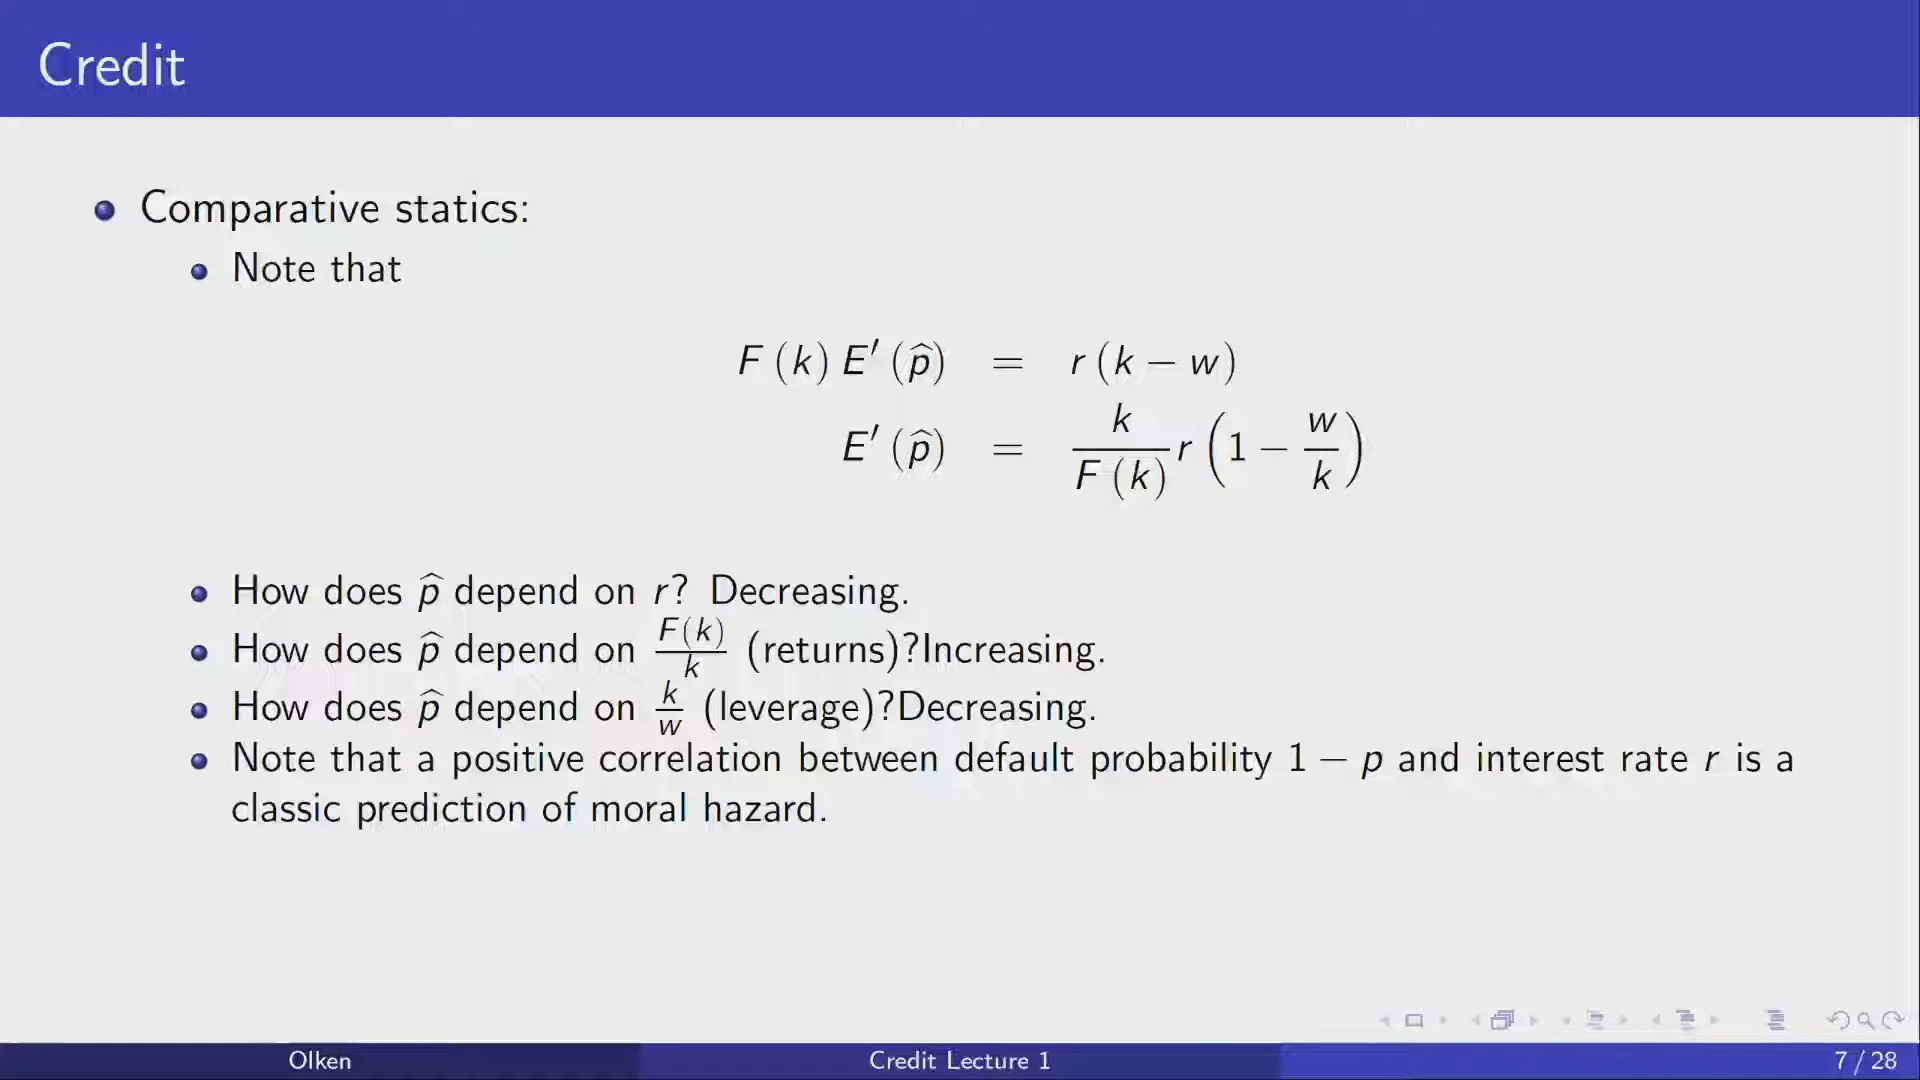 Credit
Comparative statics:
Note that
F (k) E′ (p̂) = r (k − w)
E′ (p̂) = k/F (k) r (1 − w/k)
How does p̂ depend on r? Decreasing.
How does p̂ depend on F(k)/k (returns)?Increasing.
How does p̂ depend on k/w (leverage)?Decreasing.
Note that a positive correlation between default probability 1 − p and interest rate r is a
classic prediction of moral hazard.
Olken Credit Lecture 1 7 / 28